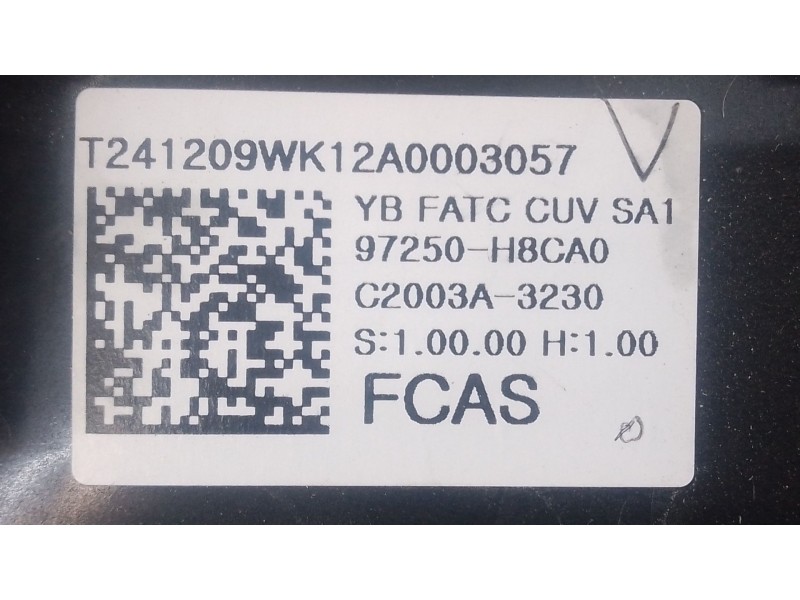 T241209WK12A0003057
YB FATC CUV SA1
97250-H8CA0
C2003A-3230
S:1.00.00 H:1.00
FCAS